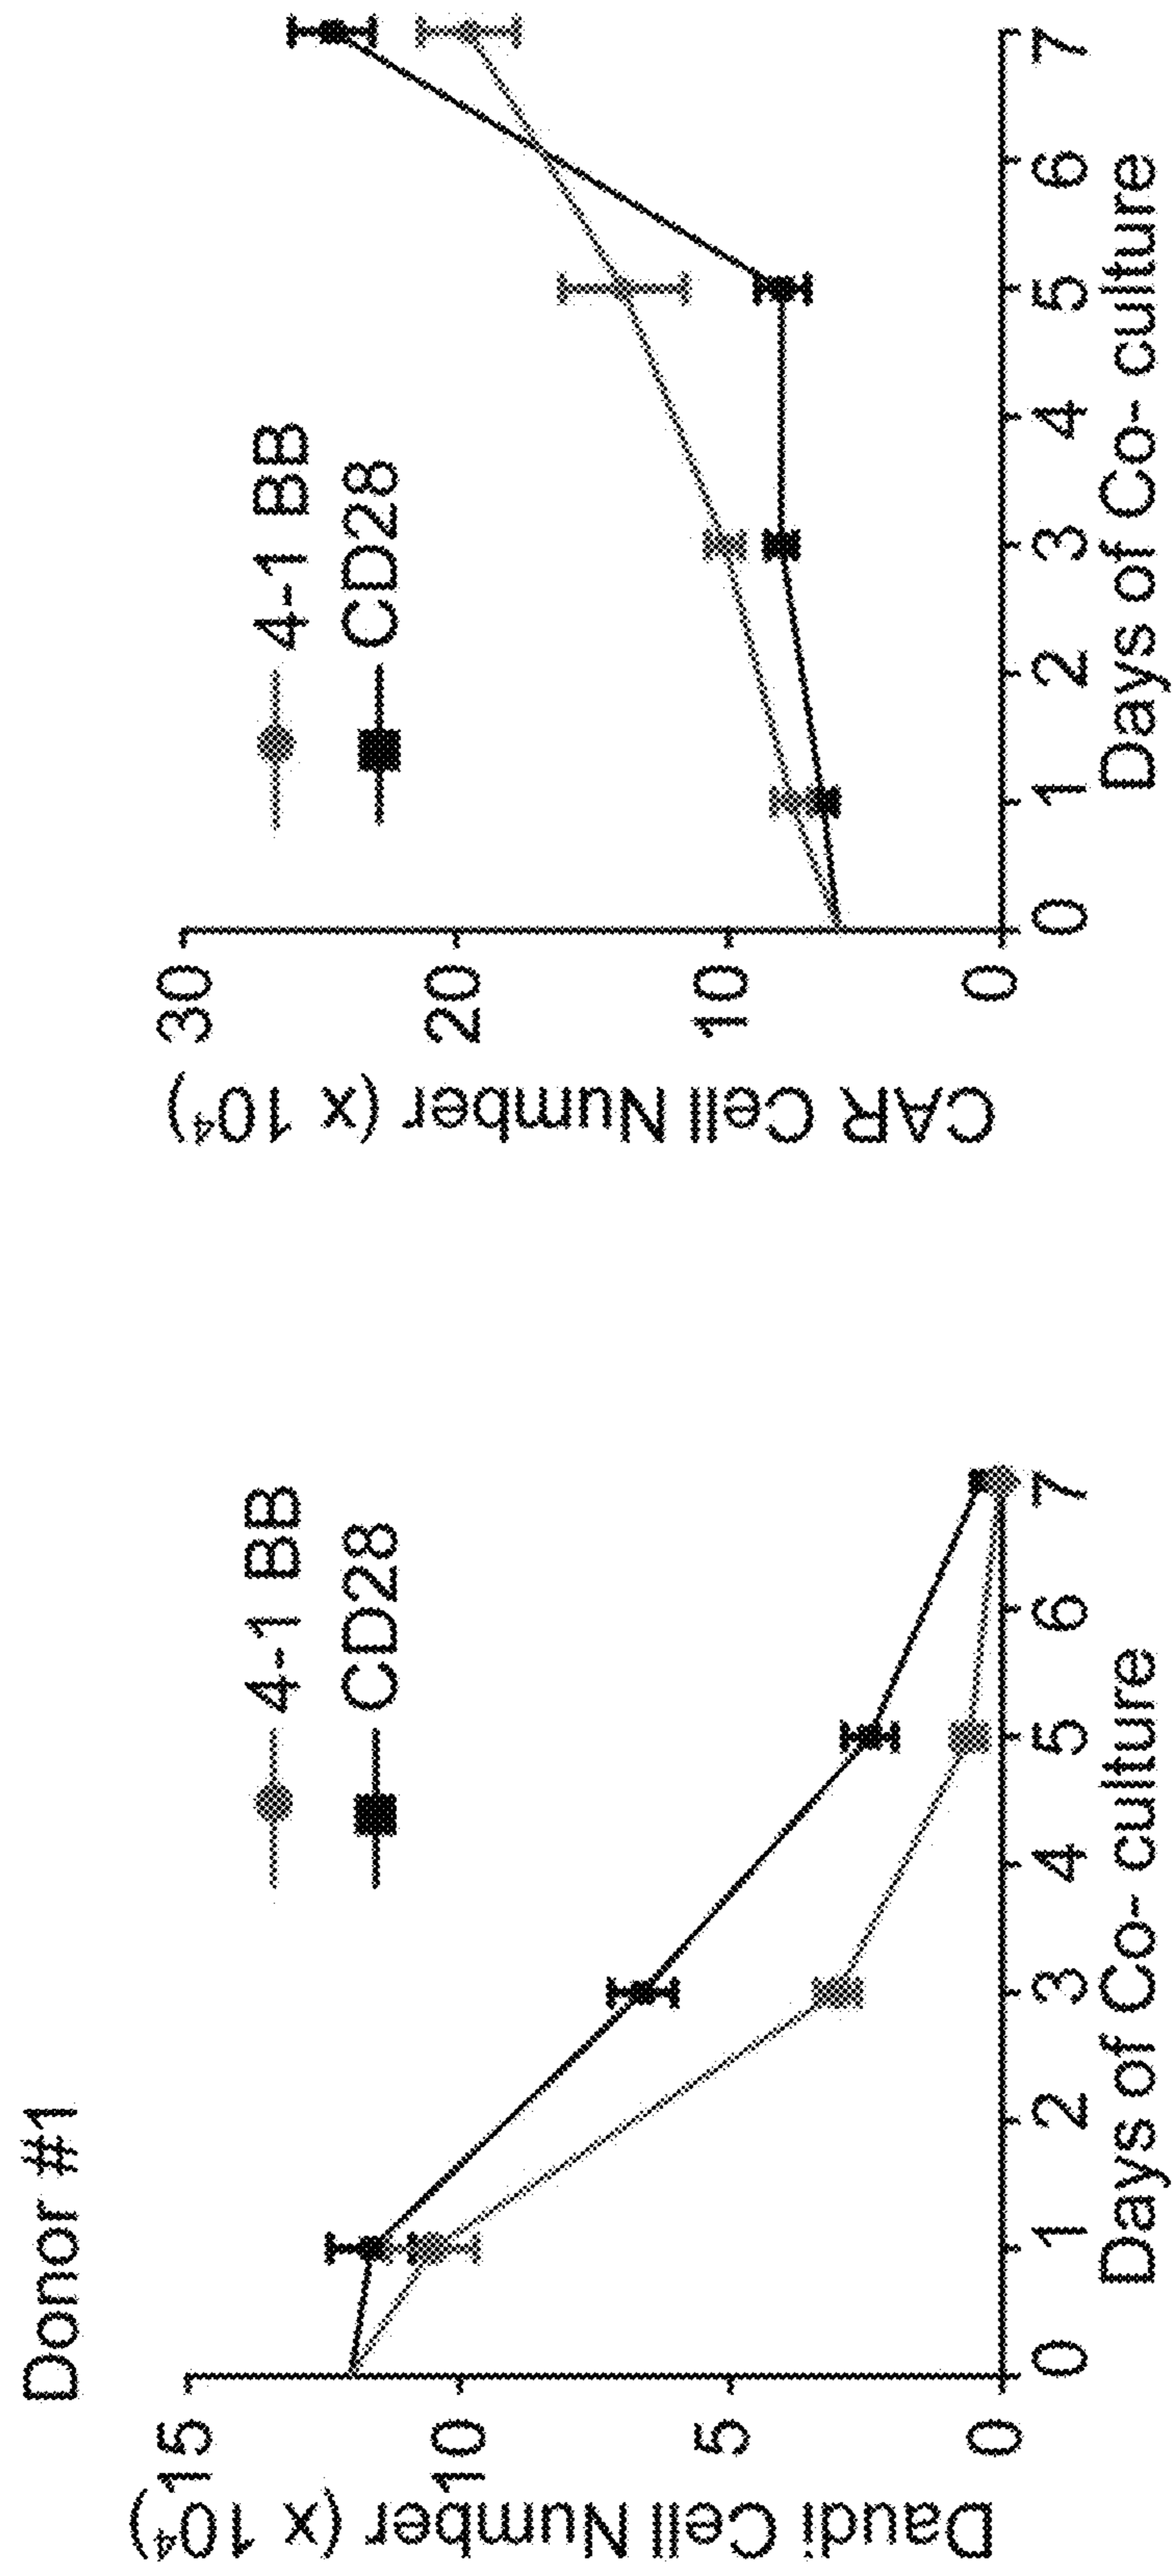 Donor #1
Daudi Cell Number (x 10⁴)
15
10
5
0
4-1 BB
CD28
0 1 2 3 4 5 6 7
Days of Co- culture
CAR Cell Number (x 10⁴)
30
20
10
0
4-1 BB
CD28
0 1 2 3 4 5 6 7
Days of Co- culture